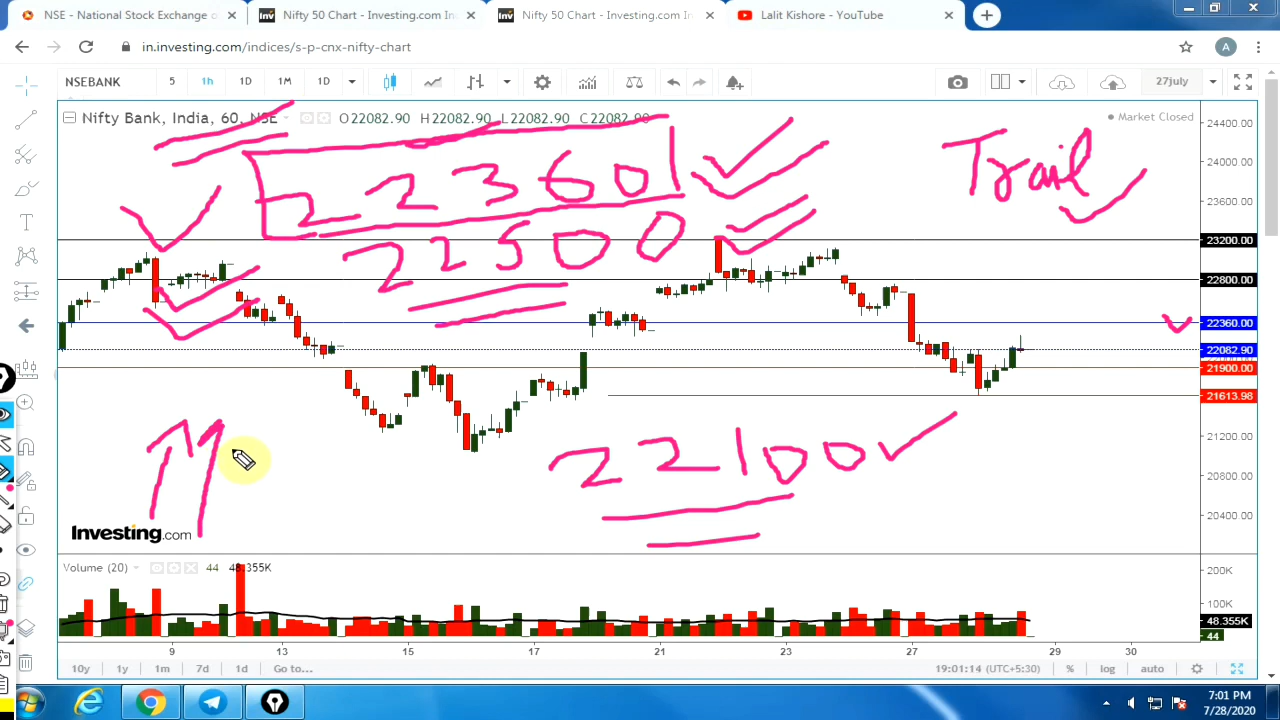 NSE - National Stock Exchange o
Nifty 50 Chart - Investing.com In
Nifty 50 Chart - Investing.com In
Lalit Kishore - YouTube
in.investing.com/indices/s-p-cnx-nifty-chart
A
NSEBANK 5 1h 1D 1M 1D 27july
Nifty Bank, India, 60, NSE O22082.90 H22082.90 L22082.90 C22082.90
Market Closed
24400.00
24000.00
23600.00
23200.00
22800.00
22360.00
22082.90
21900.00
21613.98
21200.00
20800.00
20400.00
22360
22500
Trail
22100
Investing.com
Volume (20) 44 48.355K
200K
100K
48.355K
44
9 13 15 17 21 23 27 29 30
10y 1y 1m 7d 1d Go to... 19:01:14 (UTC+5:30) % log auto
7:01 PM
7/28/2020